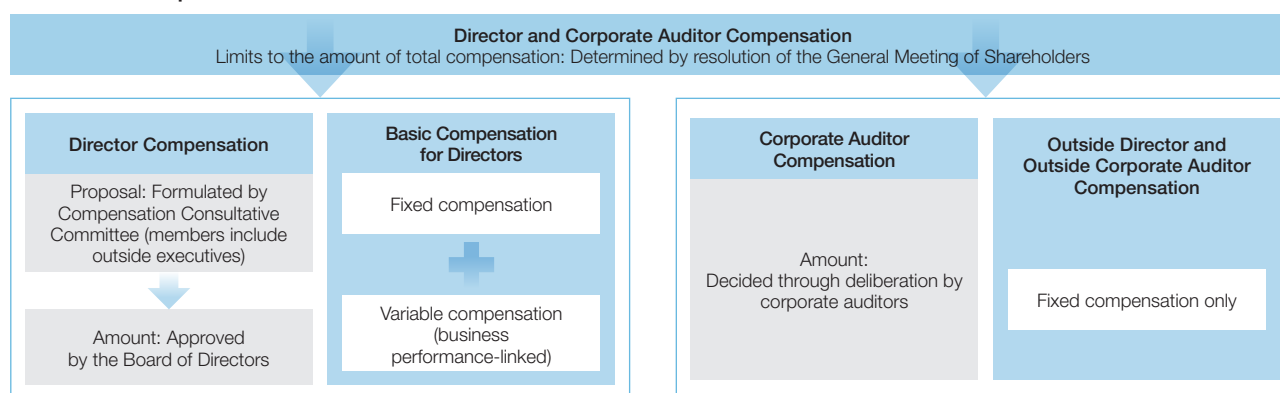 Director and Corporate Auditor Compensation
Limits to the amount of total compensation: Determined by resolution of the General Meeting of Shareholders
Director Compensation
Proposal: Formulated by
Compensation Consultative
Committee (members include
outside executives)
Amount: Approved
by the Board of Directors
Basic Compensation
for Directors
Fixed compensation
Variable compensation
(business
performance-linked)
Corporate Auditor
Compensation
Amount:
Decided through deliberation by
corporate auditors
Outside Director and
Outside Corporate Auditor
Compensation
Fixed compensation only